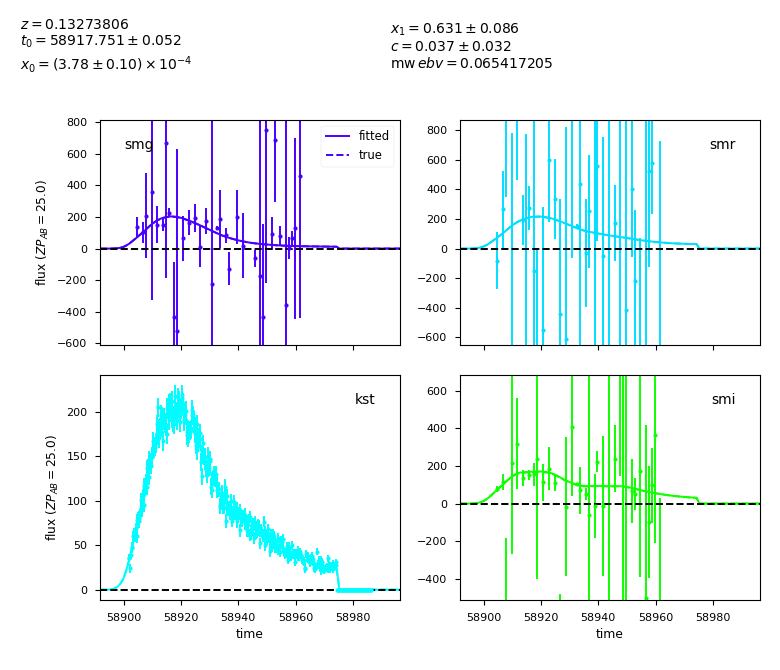 z = 0.13273806
t₀ = 58917.751 ± 0.052
x₀ = (3.78 ± 0.10) × 10⁻⁴
x₁ = 0.631 ± 0.086
c = 0.037 ± 0.032
mw ebv = 0.065417205
smg
fitted
true
800
600
400
200
0
−200
−400
−600
flux (ZP_AB = 25.0)
smr
800
600
400
200
0
−200
−400
−600
kst
200
150
100
50
0
flux (ZP_AB = 25.0)
58900 58920 58940 58960 58980
time
smi
600
400
200
0
−200
−400
58900 58920 58940 58960 58980
time